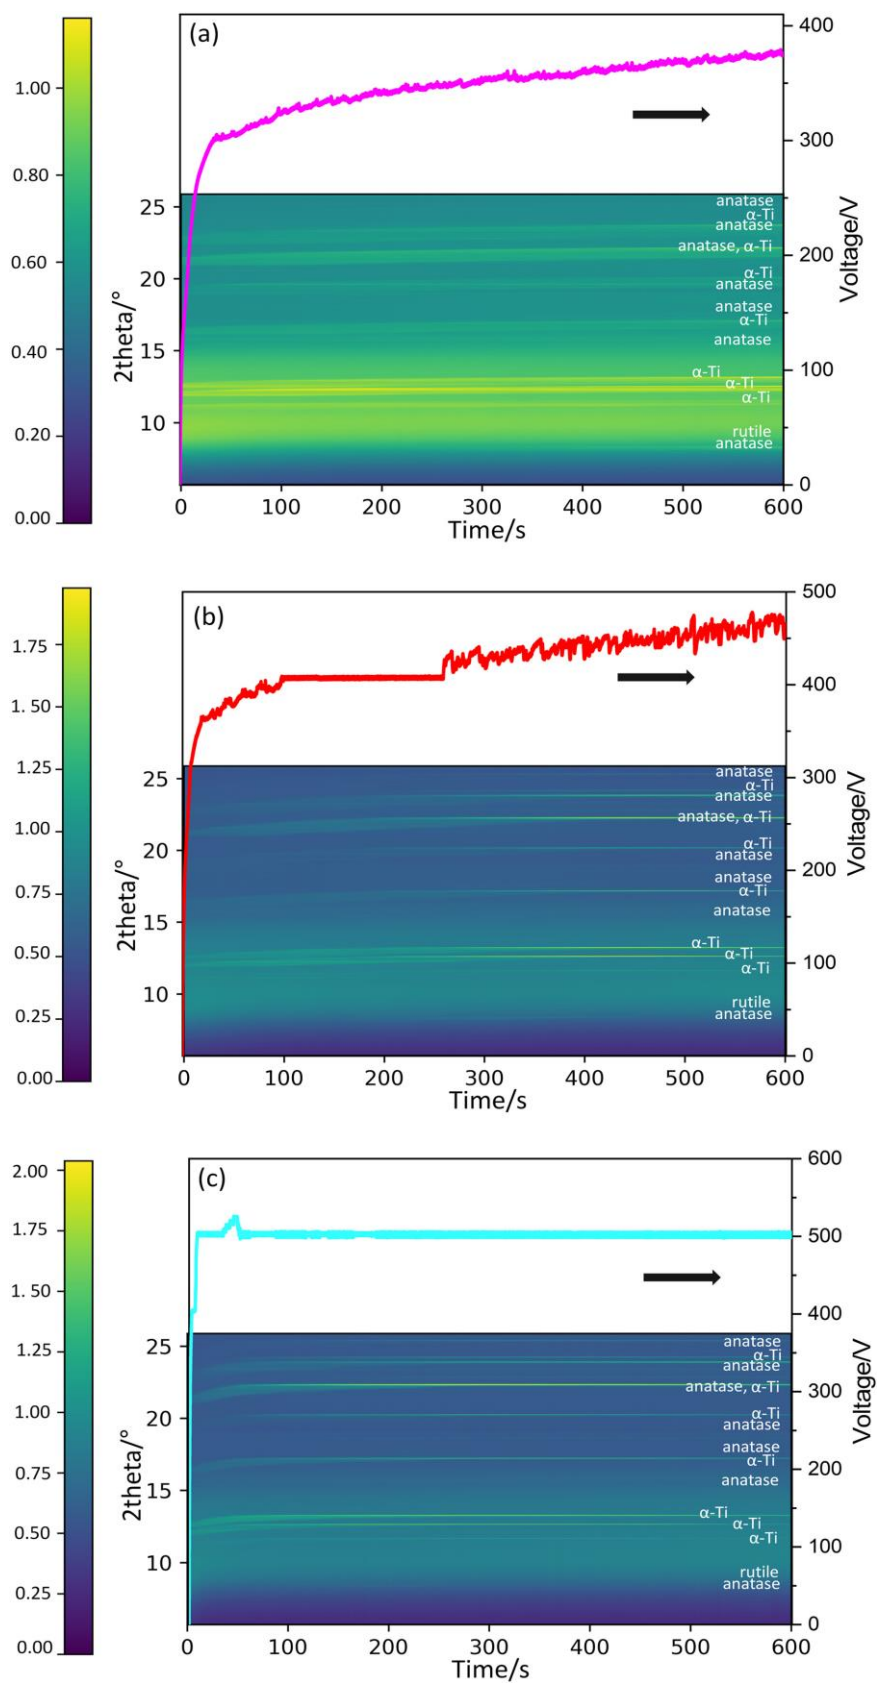 (a)
400
1.00
300
0.80
25
anatase
α-Ti
anatase
anatase, α-Ti
0.60
20
α-Ti
anatase
200
Voltage/V
2theta/°
anatase
α-Ti
0.40
15
anatase
α-Ti
100
α-Ti
α-Ti
0.20
10
rutile
anatase
0.00
0
0 100 200 300 400 500 600
Time/s
(b)
500
1.75
400
1.50
25
anatase
α-Ti
anatase
300
1.25
anatase, α-Ti
1.00
20
α-Ti
anatase
200
Voltage/V
2theta/°
0.75
anatase
α-Ti
15
anatase
0.50
α-Ti
100
α-Ti
α-Ti
0.25
10
rutile
anatase
0.00
0
0 100 200 300 400 500 600
Time/s
(c)
600
2.00
1.75
500
1.50
400
25
anatase
α-Ti
anatase
1.25
anatase, α-Ti
300
1.00
20
α-Ti
anatase
Voltage/V
2theta/°
0.75
anatase
α-Ti
200
15
anatase
0.50
α-Ti
α-Ti
α-Ti
100
0.25
10
rutile
anatase
0.00
0
0 100 200 300 400 500 600
Time/s